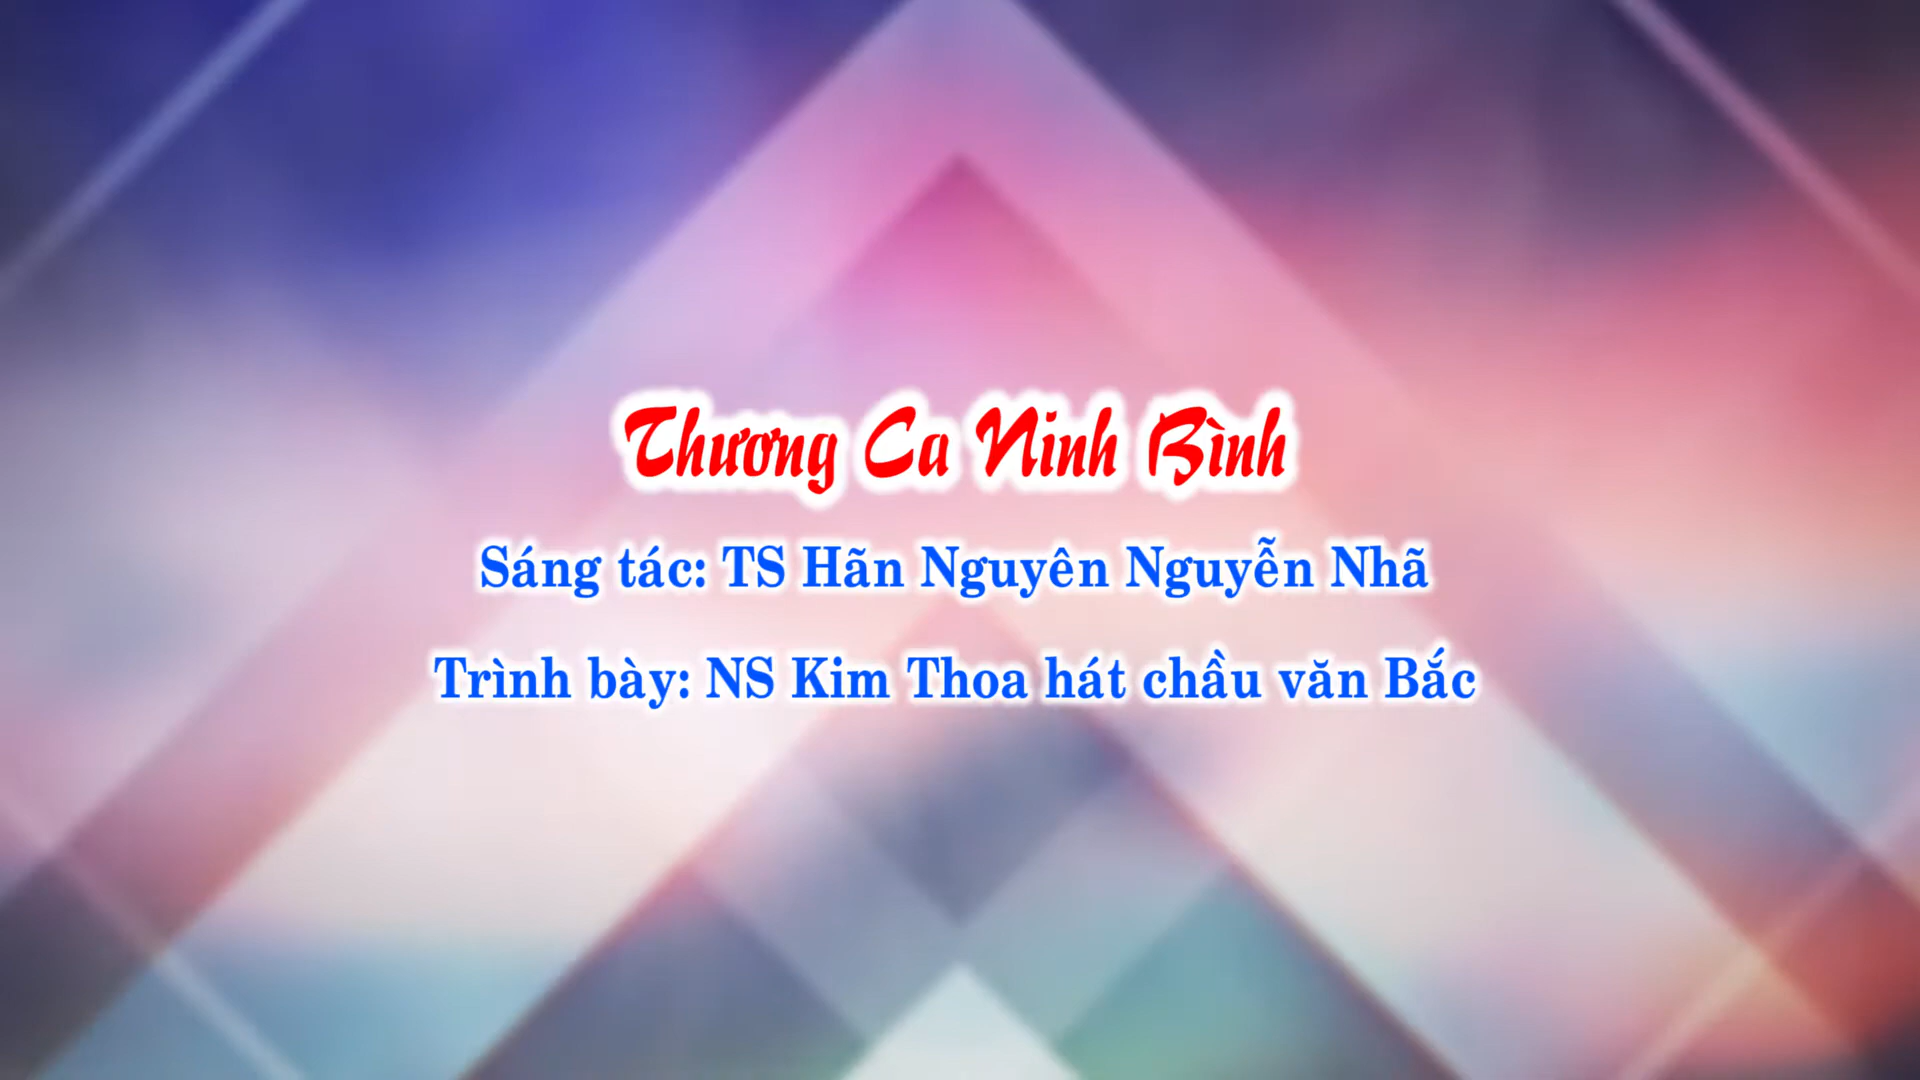 Thương Ca Ninh Bình
Sáng tác: TS Hãn Nguyên Nguyễn Nhã
Trình bày: NS Kim Thoa hát chầu văn Bắc